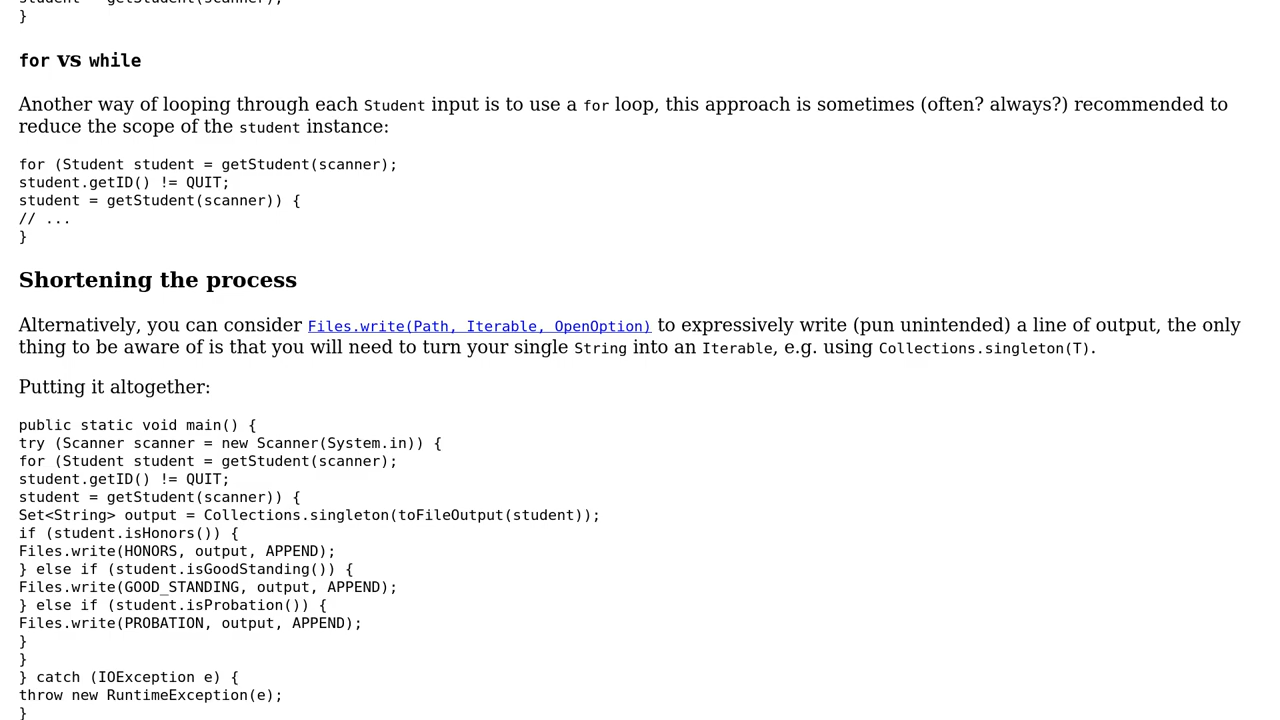 student = getStudent(scanner);
}
for vs while
Another way of looping through each Student input is to use a for loop, this approach is sometimes (often? always?) recommended to
reduce the scope of the student instance:
for (Student student = getStudent(scanner);
student.getID() != QUIT;
student = getStudent(scanner)) {
// ...
}
Shortening the process
Alternatively, you can consider Files.write(Path, Iterable, OpenOption) to expressively write (pun unintended) a line of output, the only
thing to be aware of is that you will need to turn your single String into an Iterable, e.g. using Collections.singleton(T).
Putting it altogether:
public static void main() {
try (Scanner scanner = new Scanner(System.in)) {
for (Student student = getStudent(scanner);
student.getID() != QUIT;
student = getStudent(scanner)) {
Set<String> output = Collections.singleton(toFileOutput(student));
if (student.isHonors()) {
Files.write(HONORS, output, APPEND);
} else if (student.isGoodStanding()) {
Files.write(GOOD_STANDING, output, APPEND);
} else if (student.isProbation()) {
Files.write(PROBATION, output, APPEND);
}
}
} catch (IOException e) {
throw new RuntimeException(e);
}